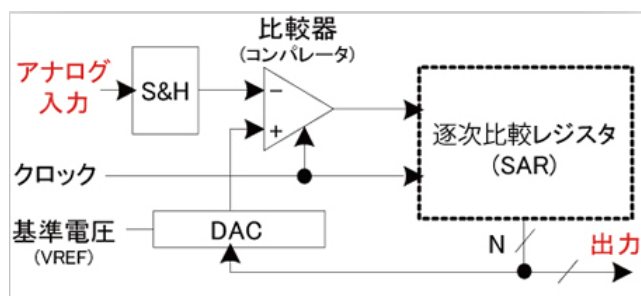 比較器
(コンパレータ)
アナログ
入力
S&H
−
+
逐次比較レジスタ
(SAR)
クロック
基準電圧
(VREF)
DAC
N
出力